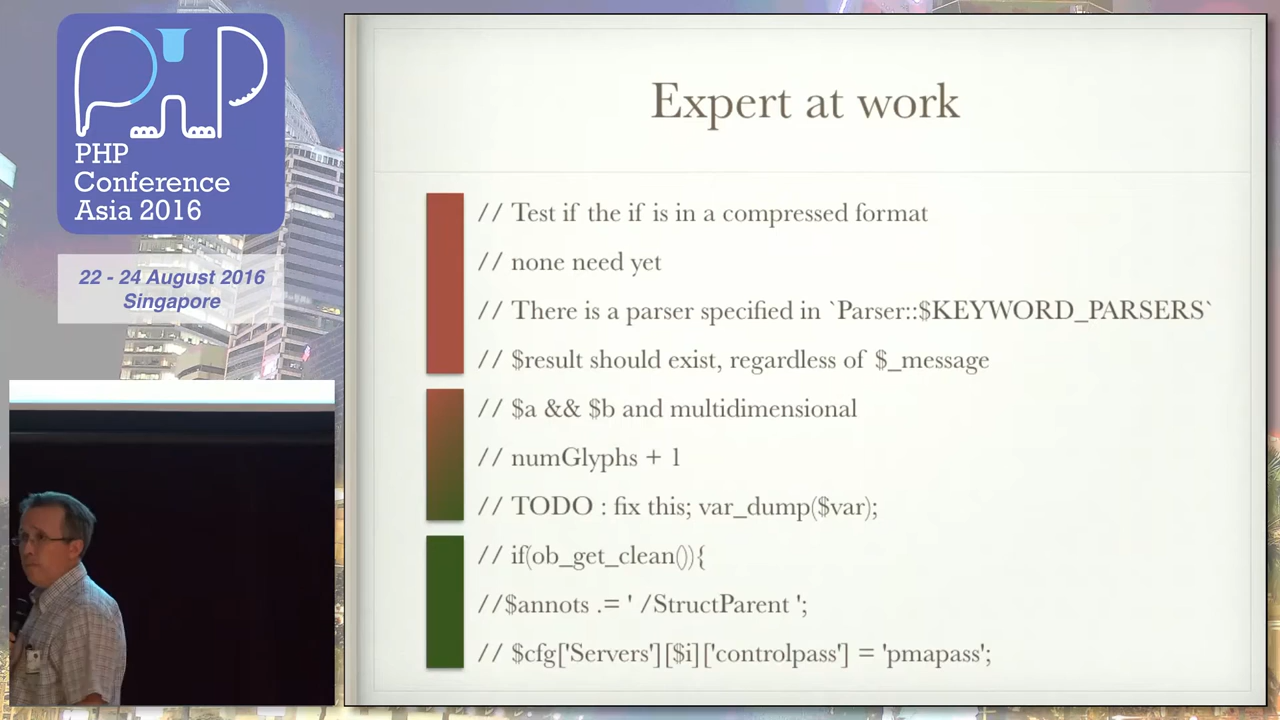 PHP
PHP
Conference
Asia 2016
22 - 24 August 2016
Singapore
Expert at work
// Test if the if is in a compressed format
// none need yet
// There is a parser specified in `Parser::$KEYWORD_PARSERS`
// $result should exist, regardless of $_message
// $a && $b and multidimensional
// numGlyphs + 1
// TODO : fix this; var_dump($var);
// if(ob_get_clean()){
//$annots .= ' /StructParent ';
// $cfg['Servers'][$i]['controlpass'] = 'pmapass';